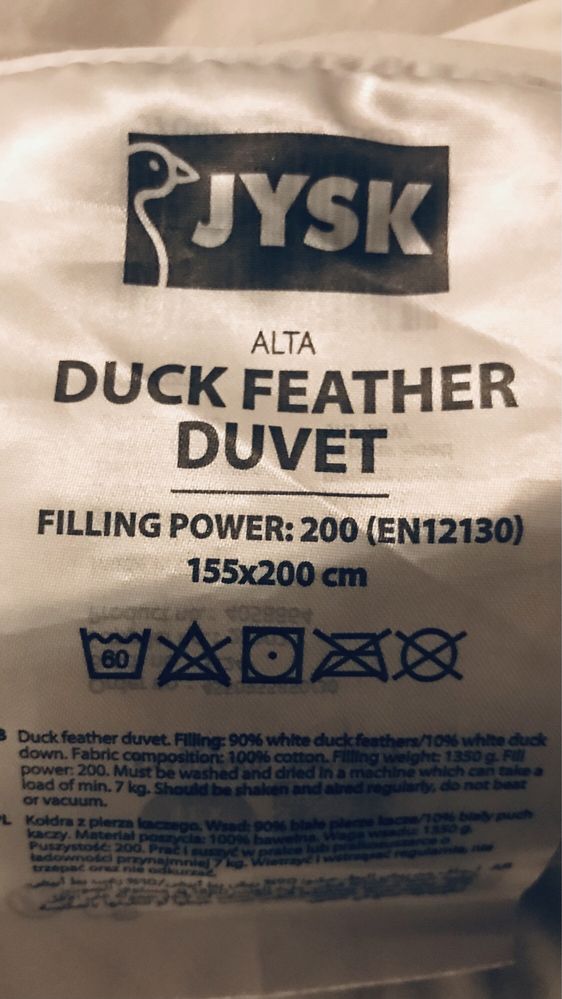 JYSK
ALTA
DUCK FEATHER
DUVET
FILLING POWER: 200 (EN12130)
155x200 cm
60
Duck feather duvet. Filling: 90% white duck feathers/10% white duck
down. Fabric composition: 100% cotton. Filling weight: 1350 g. Fill
power: 200. Must be washed and dried in a machine which can take a
load of min. 7 kg. Should be shaken and aired regularly, do not beat
or vacuum.
PL Kołdra z pierza kaczego. Wsad: 90% białe pierze kacze/10% biały puch
kaczy. Materiał poszycia: 100% bawełna. Waga wsadu: 1350 g.
Puszystość: 200. Prać i suszyć w
ładowności przynajmniej 7 kg. Wietrzyć i wstrząsać regularnie, nie
trzepać oraz nie odkurzać.